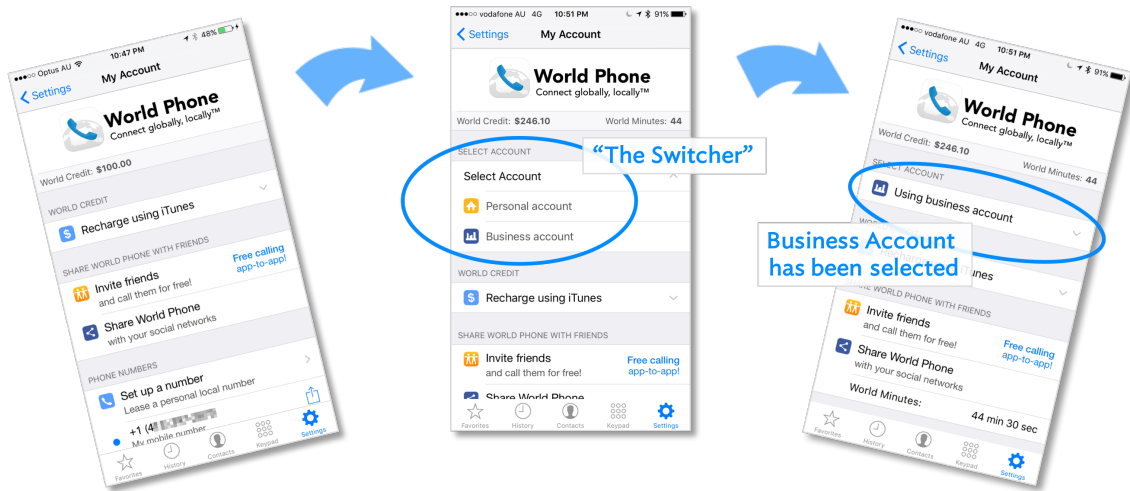 ●●●○○ Optus AU 10:47 PM 48%
Settings My Account
World Phone
Connect globally, locally™
World Credit: $100.00
WORLD CREDIT
Recharge using iTunes
SHARE WORLD PHONE WITH FRIENDS
Invite friends
and call them for free!
Free calling
app-to-app!
Share World Phone
with your social networks
PHONE NUMBERS
Set up a number
Lease a personal local number
+1 (4
My mobile number
Favorites History Contacts Keypad Settings
●●●○○ vodafone AU 4G 10:51 PM 91%
Settings My Account
World Phone
Connect globally, locally™
World Credit: $246.10 World Minutes: 44
SELECT ACCOUNT
"The Switcher"
Select Account
Personal account
Business account
WORLD CREDIT
Recharge using iTunes
SHARE WORLD PHONE WITH FRIENDS
Invite friends
and call them for free!
Free calling
app-to-app!
Share World Phone
Favorites History Contacts Keypad Settings
●●●○○ vodafone AU 4G 10:51 PM 91%
Settings My Account
World Phone
Connect globally, locally™
World Credit: $246.10 World Minutes: 44
SELECT ACCOUNT
Using business account
Business Account
has been selected
WORLD PHONE WITH FRIENDS
Invite friends
and call them for free!
Free calling
app-to-app!
Share World Phone
with your social networks
World Minutes: 44 min 30 sec
Favorites History Contacts Keypad Settings